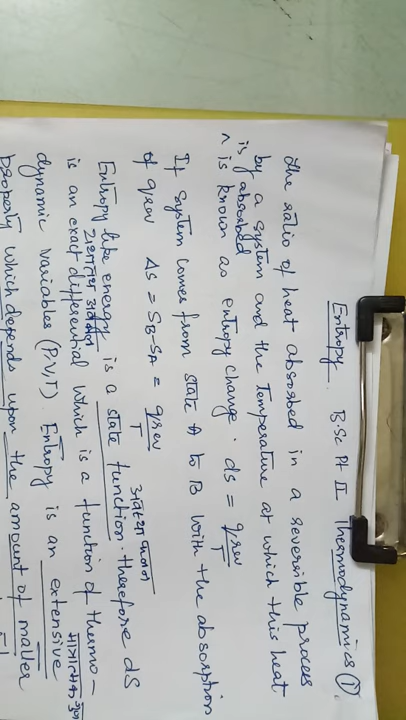 Entropy. B.Sc Pt II Thermodynamics ①.
The ratio of heat absorbed in a reversible process
by a system and the temperature at which this heat
is absorbed
^ is known as entropy change. ds = qrev/T
If system comes from state A to B with the absorption
of qrev ΔS = SB-SA = qrev/T
Entropy like energy is a state function. therefore dS
is an exact differential which is a function of thermo-
dynamic variables (P,V,T). Entropy is an extensive
property which depends upon the amount of matter